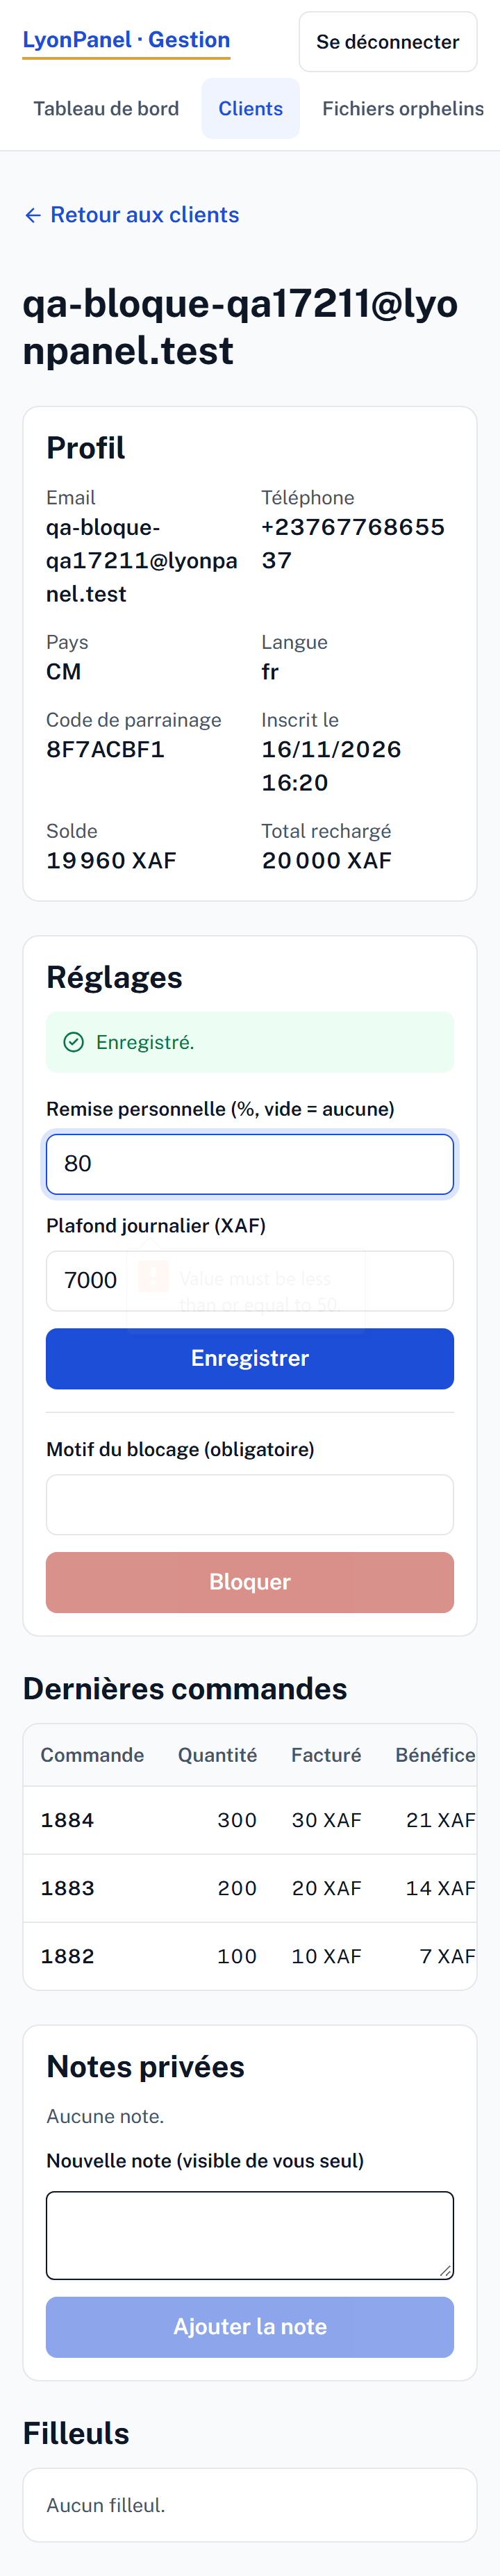 LyonPanel · Gestion
Se déconnecter
Tableau de bord
Clients
Fichiers orphelins
← Retour aux clients
qa-bloque-qa17211@lyo
npanel.test
Profil
Email
Téléphone
qa-bloque-
qa17211@lyonpa
nel.test
+23767768655
37
Pays
Langue
CM
fr
Code de parrainage
Inscrit le
8F7ACBF1
16/11/2026
16:20
Solde
Total rechargé
19 960 XAF
20 000 XAF
Réglages
Enregistré.
Remise personnelle (%, vide = aucune)
80
Plafond journalier (XAF)
7000
Value must be less
than or equal to 50.
Enregistrer
Motif du blocage (obligatoire)
Bloquer
Dernières commandes
Commande Quantité Facturé Bénéfice
1884 300 30 XAF 21 XAF
1883 200 20 XAF 14 XAF
1882 100 10 XAF 7 XAF
Notes privées
Aucune note.
Nouvelle note (visible de vous seul)
Ajouter la note
Filleuls
Aucun filleul.